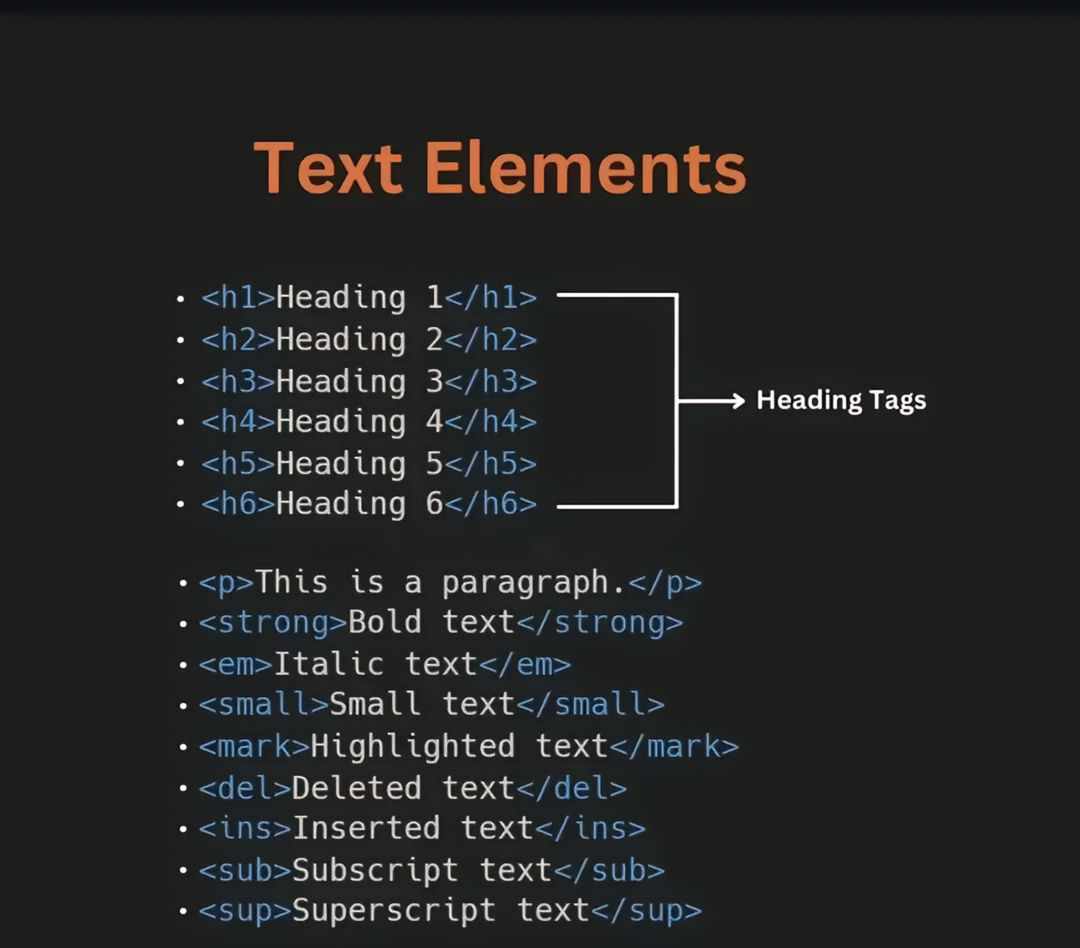 Text Elements
• <h1>Heading 1</h1>
• <h2>Heading 2</h2>
• <h3>Heading 3</h3>
• <h4>Heading 4</h4>
• <h5>Heading 5</h5>
• <h6>Heading 6</h6>
Heading Tags
• <p>This is a paragraph.</p>
• <strong>Bold text</strong>
• <em>Italic text</em>
• <small>Small text</small>
• <mark>Highlighted text</mark>
• <del>Deleted text</del>
• <ins>Inserted text</ins>
• <sub>Subscript text</sub>
• <sup>Superscript text</sup>